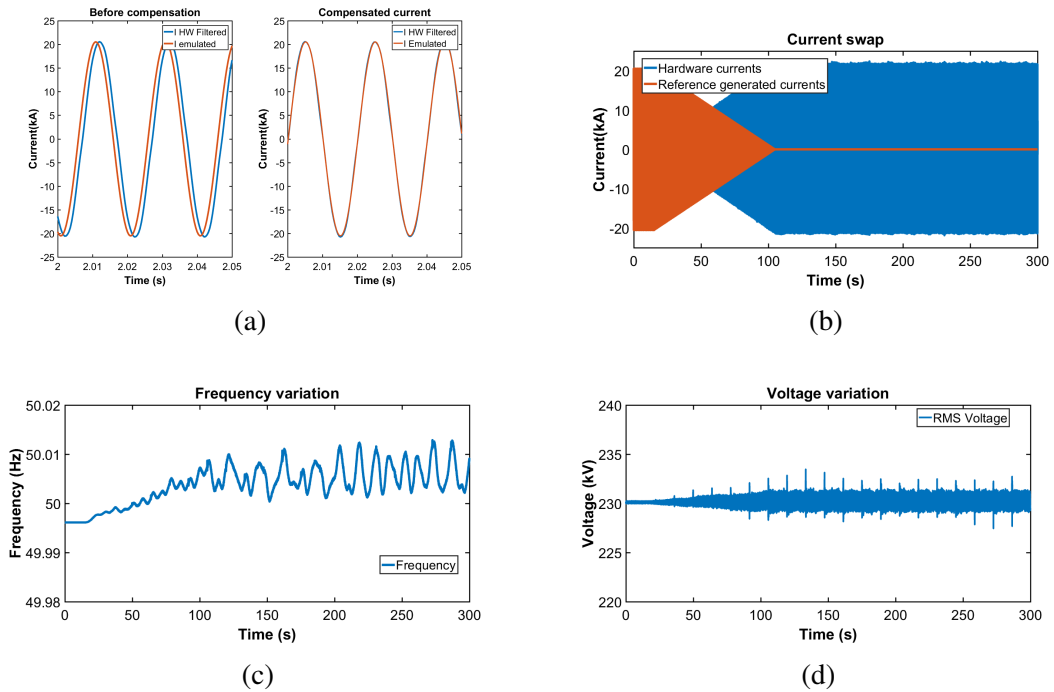 Before compensation
I HW Filtered
I emulated
Current(kA)
25
20
15
10
5
0
-5
-10
-15
-20
-25
2
2.01
2.02
2.03
2.04
2.05
Time (s)
Compensated current
I HW Filtered
I Emulated
Current(kA)
25
20
15
10
5
0
-5
-10
-15
-20
-25
2
2.01
2.02
2.03
2.04
2.05
Time (s)
(a)
Current swap
Hardware currents
Reference generated currents
Current(kA)
20
10
0
-10
-20
0
50
100
150
200
250
300
Time (s)
(b)
Frequency variation
Frequency (Hz)
50.02
50.01
50
49.99
49.98
Frequency
0
50
100
150
200
250
300
Time (s)
(c)
Voltage variation
RMS Voltage
Voltage (kV)
240
235
230
225
220
0
50
100
150
200
250
300
Time (s)
(d)